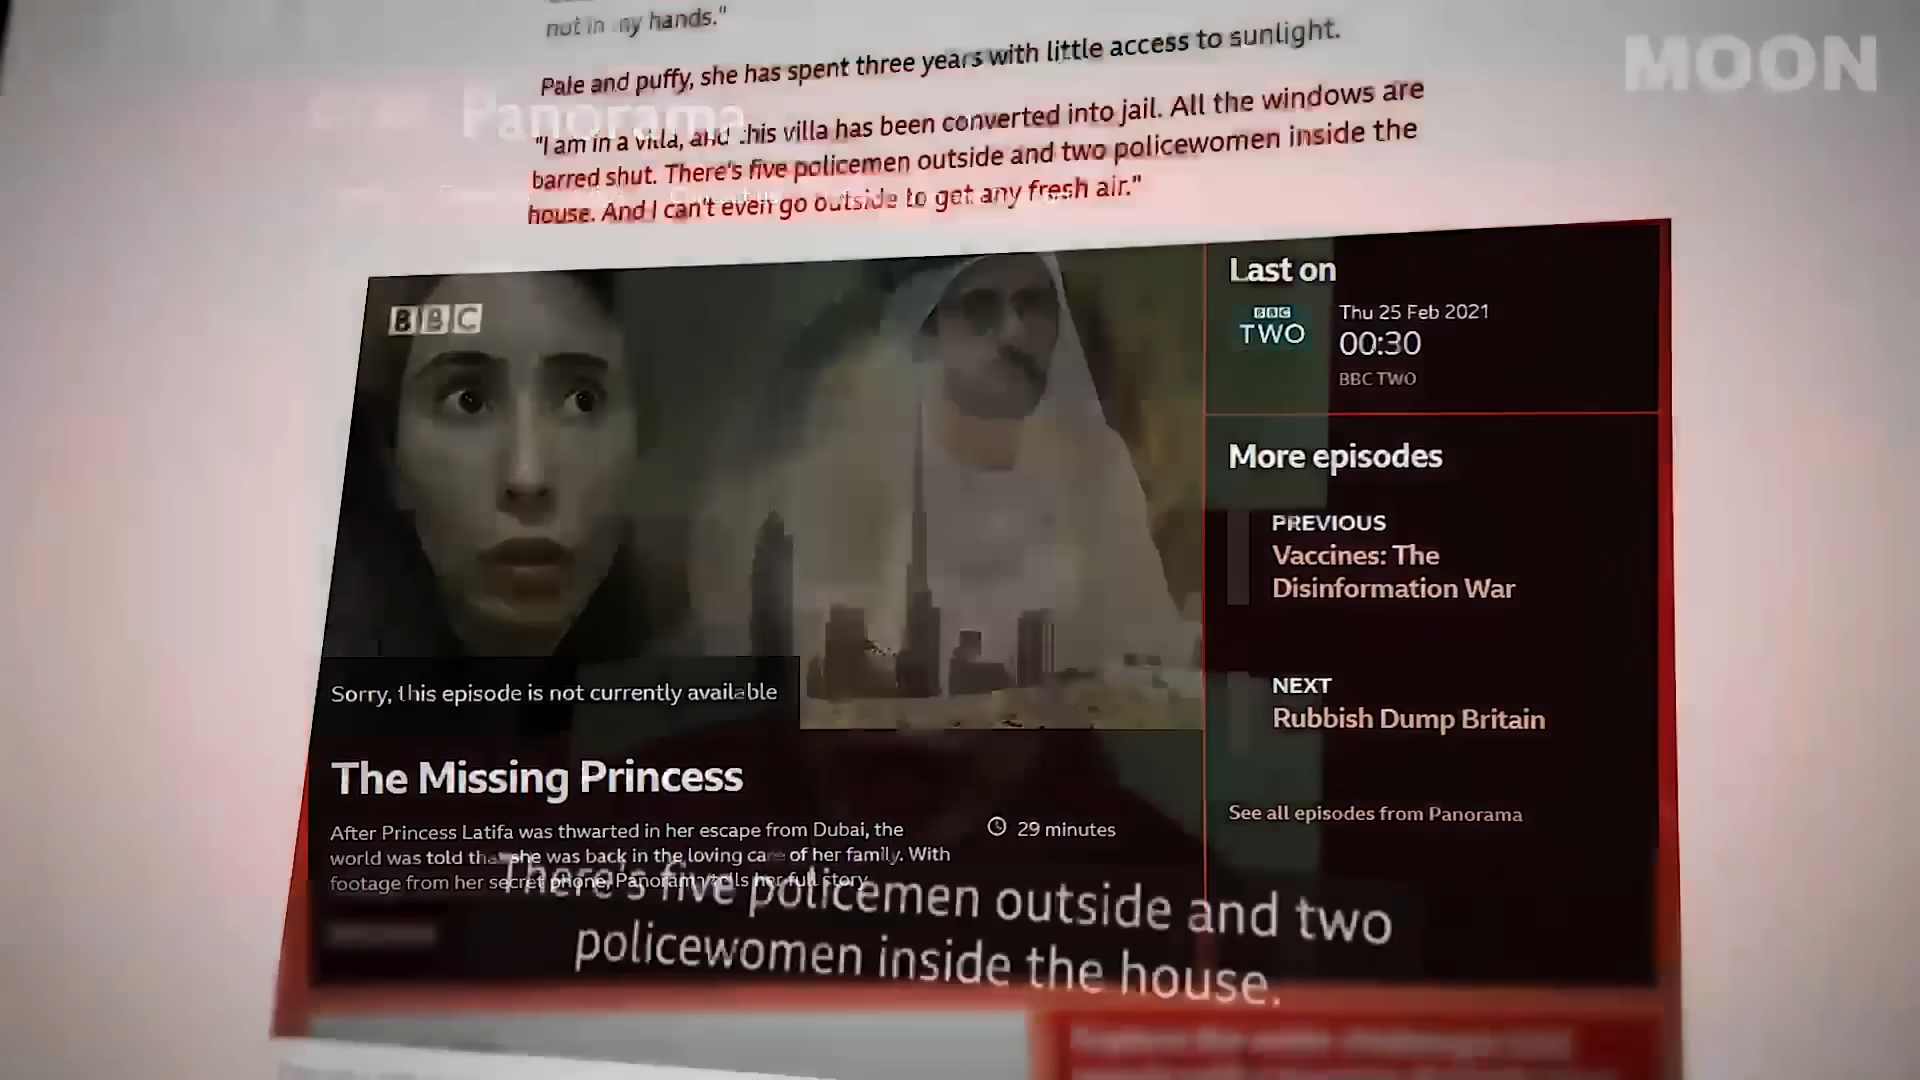 not in my hands."
Pale and puffy, she has spent three years with little access to sunlight.
"I am in a villa, and this villa has been converted into jail. All the windows are
barred shut. There's five policemen outside and two policewomen inside the
house. And I can't even go outside to get any fresh air."
MOON
Panorama
BBC
Sorry, this episode is not currently available
The Missing Princess
After Princess Latifa was thwarted in her escape from Dubai, the
world was told that she was back in the loving care of her family. With
footage from her secret phone, Panorama tells her full story.
29 minutes
Last on
BBC
TWO
Thu 25 Feb 2021
00:30
BBC TWO
More episodes
PREVIOUS
Vaccines: The
Disinformation War
NEXT
Rubbish Dump Britain
See all episodes from Panorama
There's five policemen outside and two
policewomen inside the house.